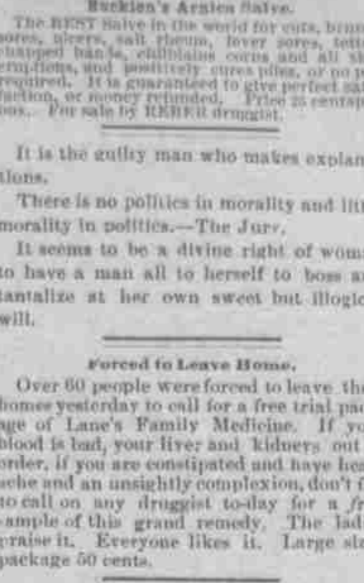 Bucklen's Arnica Salve.
The BEST Salve in the world for cuts, bruis
sores, ulcers, salt rheum, fever sores, tett
chapped hands, chilblains corns and all sk
eruptions, and positively cures piles, or no
required. It is guaranteed to give perfect sat
faction, or money refunded. Price 25 cents
box. For sale by REBER druggist.
It is the guilty man who makes explan
tions.
There is no politics in morality and litt
morality in politics.—The Jury.
It seems to be a divine right of wom
to have a man all to herself to boss an
tantalize at her own sweet but illogic
will.
Forced to Leave Home.
Over 60 people were forced to leave the
homes yesterday to call for a free trial pac
age of Lane's Family Medicine. If yo
blood is bad, your liver and kidneys out
order, if you are constipated and have hea
ache and an unsightly complexion, don't f
to call on any druggist to-day for a fr
sample of this grand remedy. The ladi
praise it. Everyone likes it. Large siz
package 50 cents.